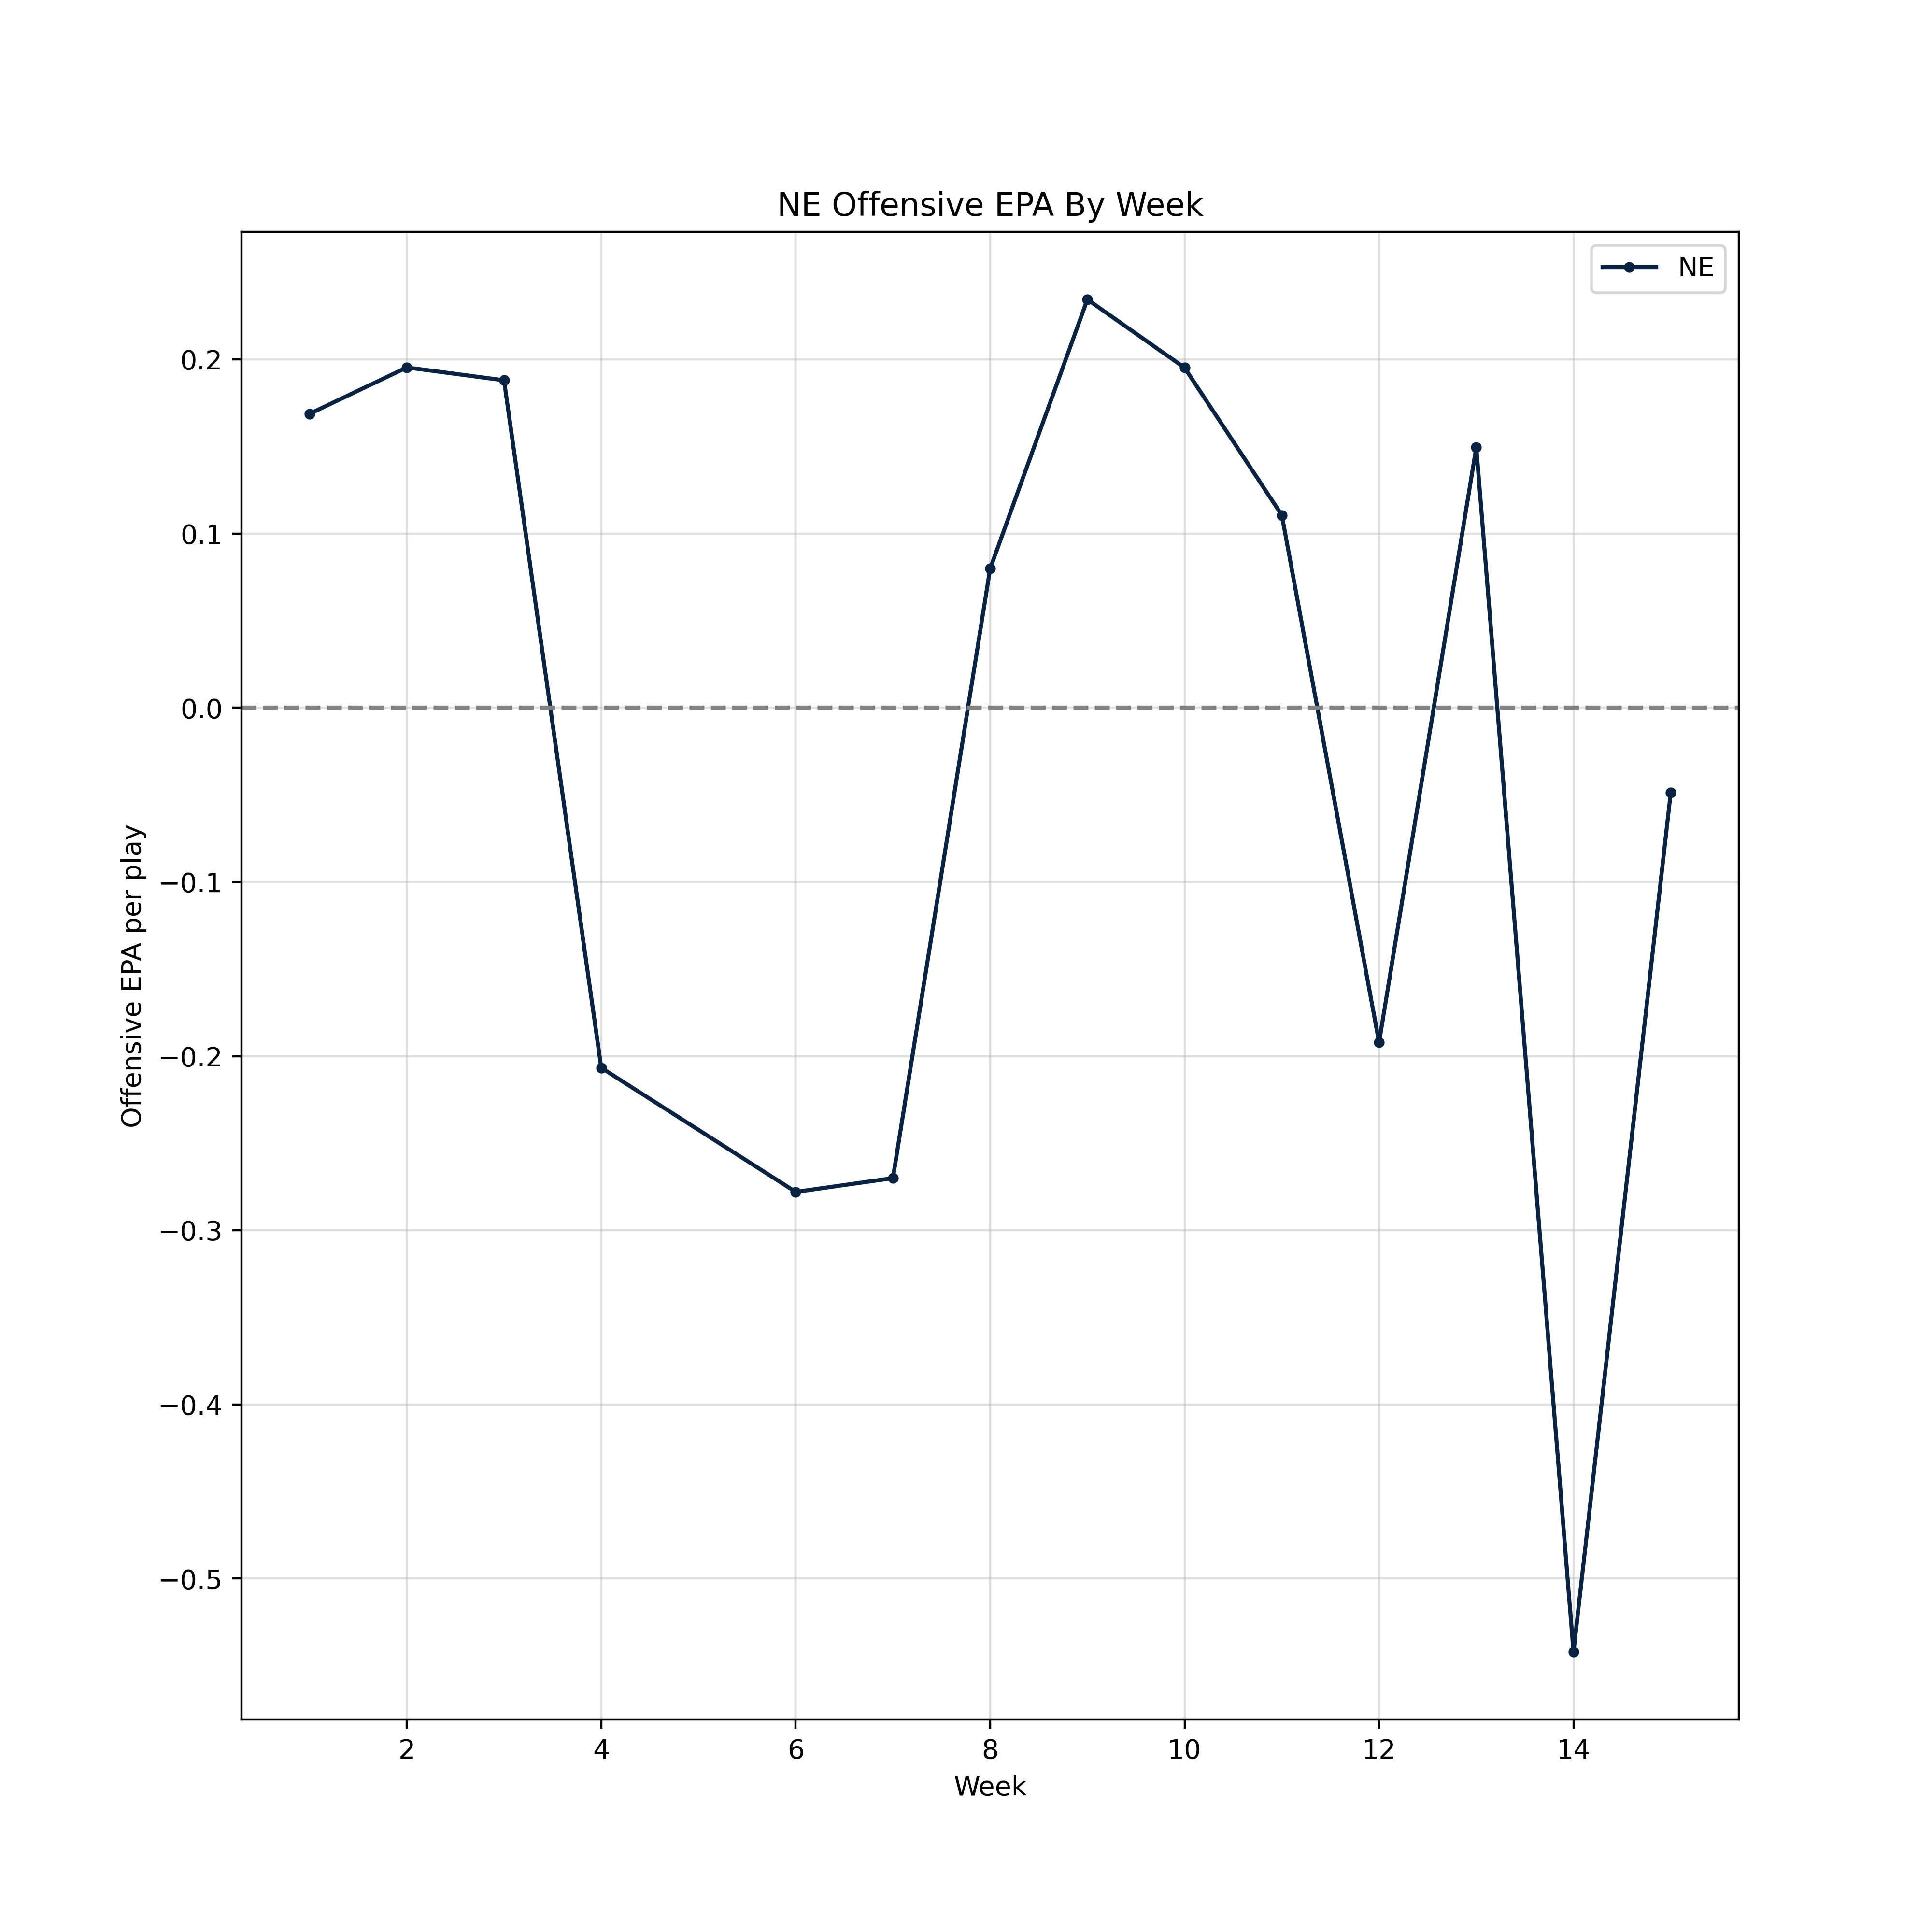 NE Offensive EPA By Week
NE
0.2
0.1
0.0
−0.1
−0.2
−0.3
−0.4
−0.5
Offensive EPA per play
2 4 6 8 10 12 14
Week